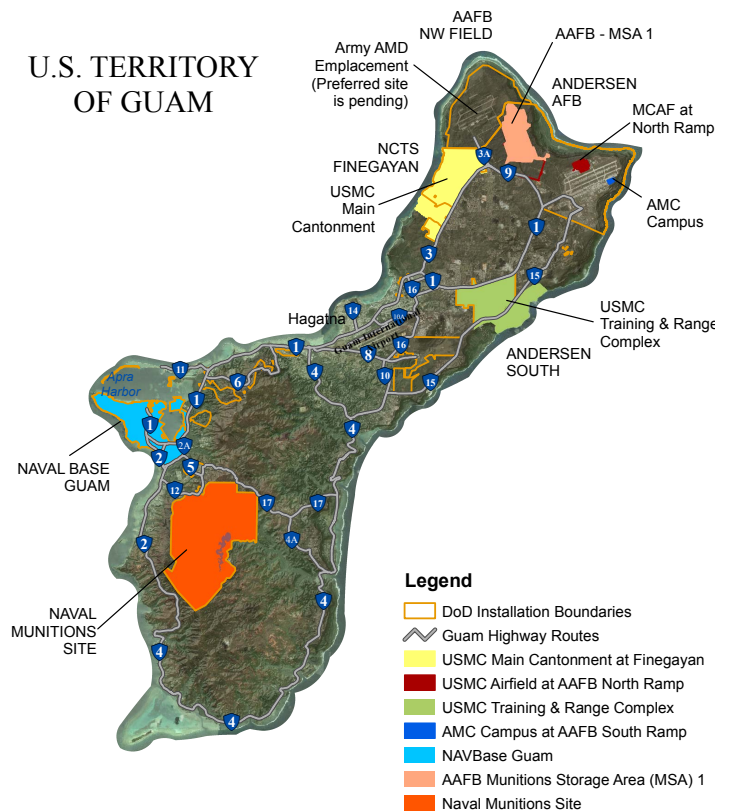 U.S. TERRITORY
OF GUAM
AAFB
NW FIELD
AAFB - MSA 1
Army AMD
Emplacement
(Preferred site
is pending)
ANDERSEN
AFB
MCAF at
North Ramp
NCTS
FINEGAYAN
USMC
Main
Cantonment
3A
9
AMC
Campus
1
3
15
1
16
14
Hagatna
10A
Guam International
Airport
USMC
Training & Range
Complex
ANDERSEN
SOUTH
1
16
8
4
10
15
11
6
Apra
Harbor
1
1
4
2A
2
5
NAVAL BASE
GUAM
12
17
17
2
4A
NAVAL
MUNITIONS
SITE
4
4
4
Legend
DoD Installation Boundaries
Guam Highway Routes
USMC Main Cantonment at Finegayan
USMC Airfield at AAFB North Ramp
USMC Training & Range Complex
AMC Campus at AAFB South Ramp
NAVBase Guam
AAFB Munitions Storage Area (MSA) 1
Naval Munitions Site